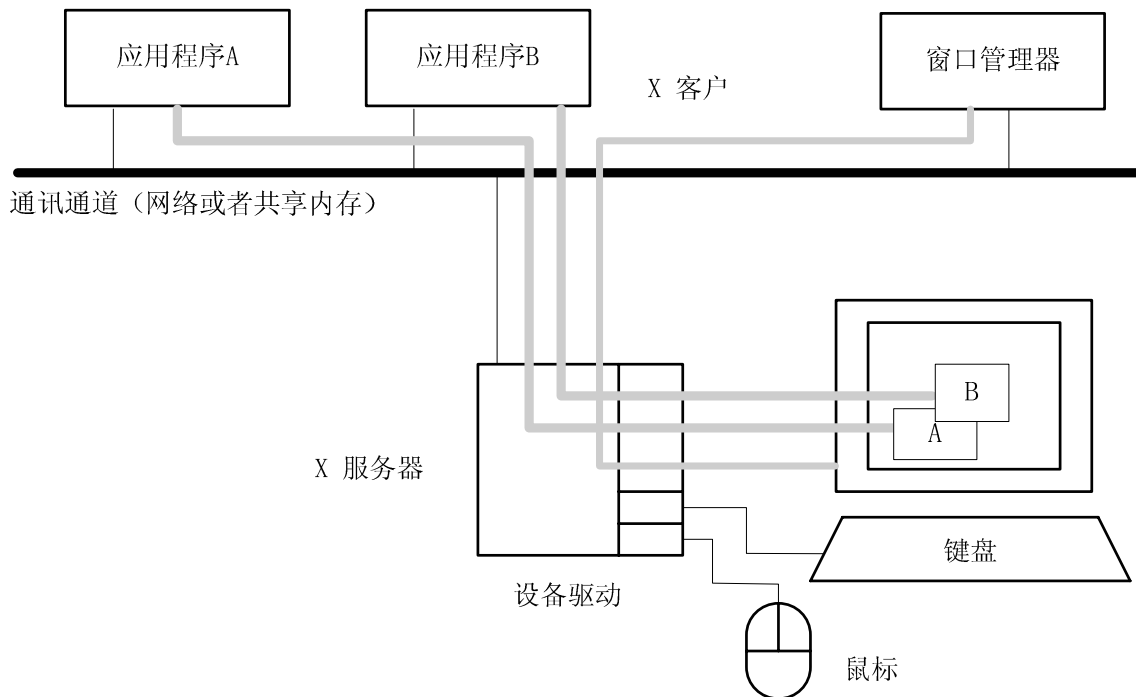 应用程序A
应用程序B
X 客户
窗口管理器
通讯通道（网络或者共享内存）
B
A
X 服务器
键盘
设备驱动
鼠标